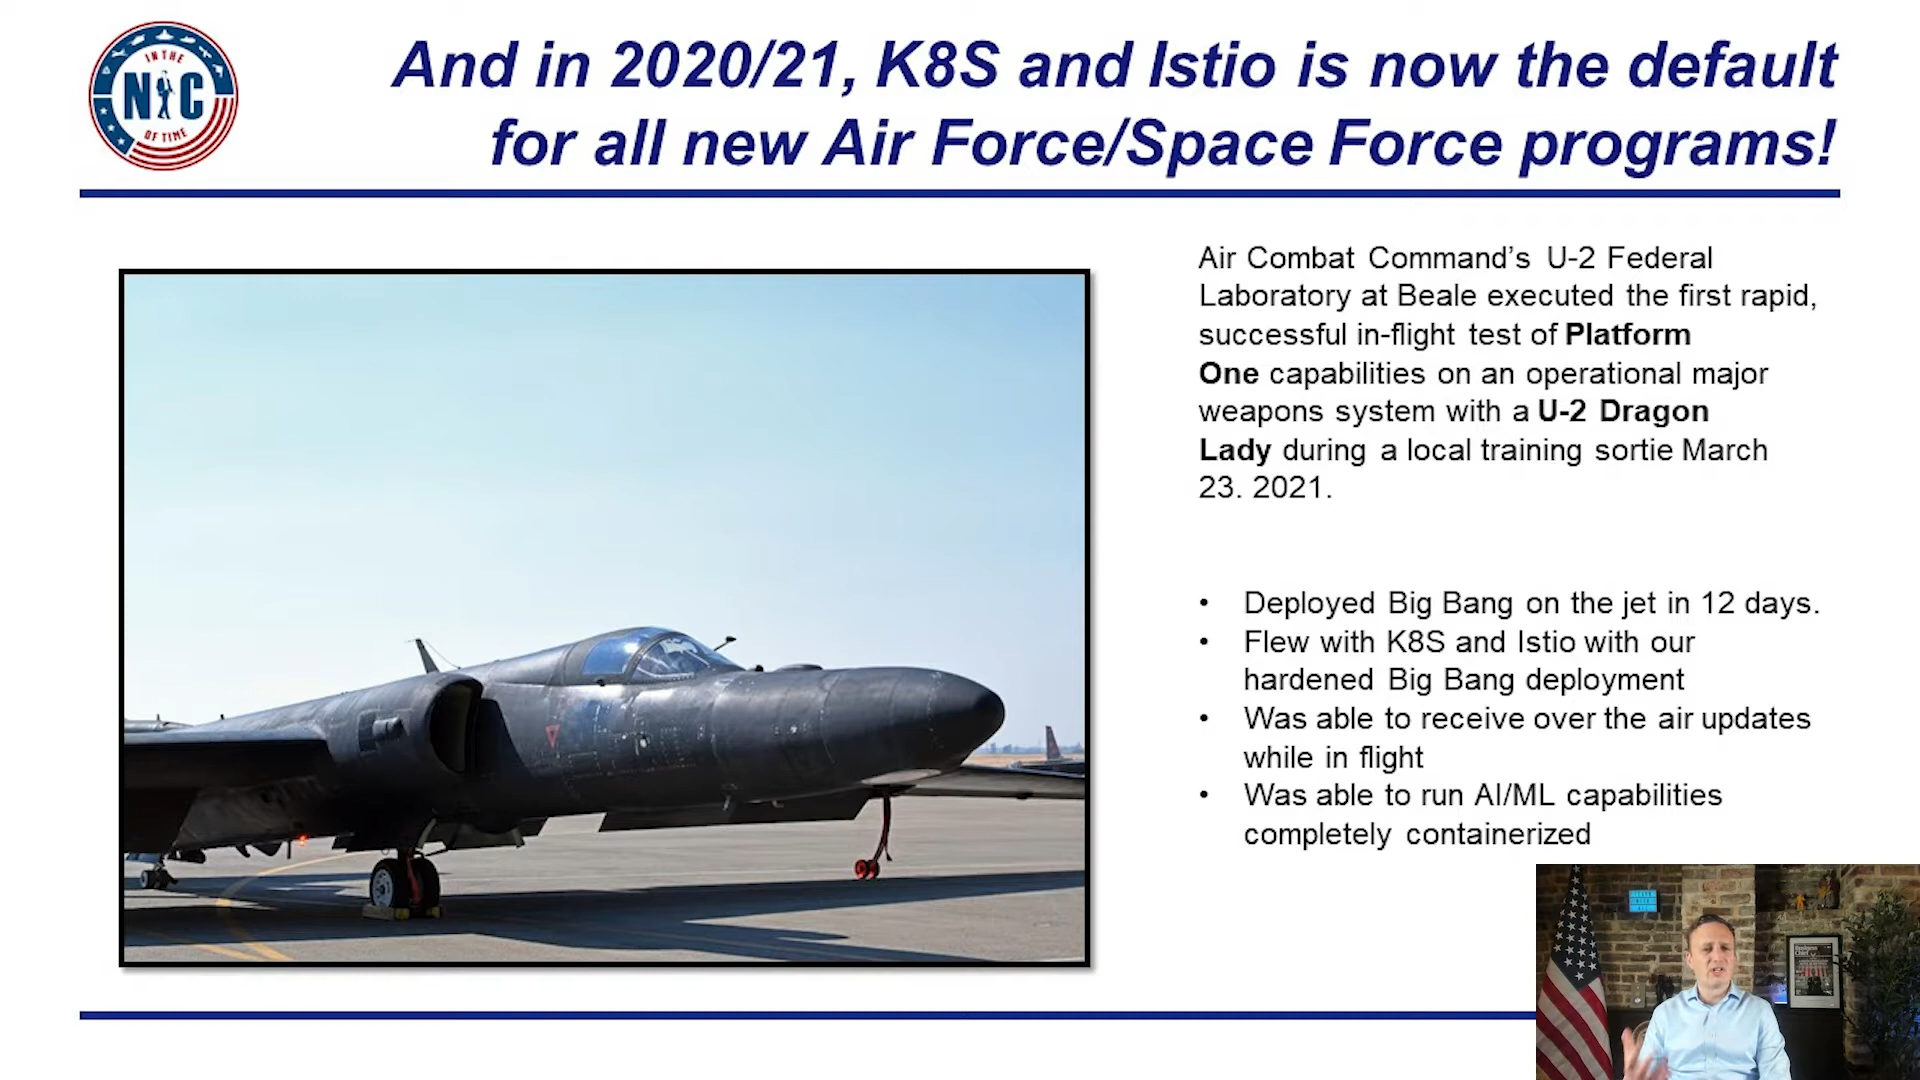 IN THE
NIC
OF TIME
And in 2020/21, K8S and Istio is now the default
for all new Air Force/Space Force programs!
Air Combat Command’s U-2 Federal
Laboratory at Beale executed the first rapid,
successful in-flight test of Platform
One capabilities on an operational major
weapons system with a U-2 Dragon
Lady during a local training sortie March
23. 2021.
• Deployed Big Bang on the jet in 12 days.
• Flew with K8S and Istio with our
hardened Big Bang deployment
• Was able to receive over the air updates
while in flight
• Was able to run AI/ML capabilities
completely containerized